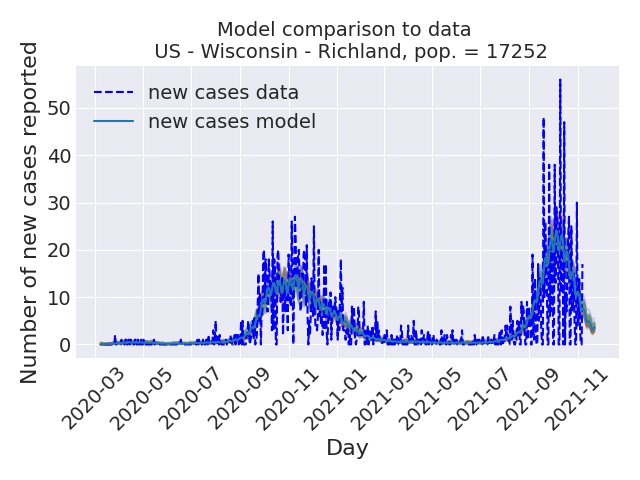 Model comparison to data
US - Wisconsin - Richland, pop. = 17252
Number of new cases reported
50
40
30
20
10
0
new cases data
new cases model
2020-03
2020-05
2020-07
2020-09
2020-11
2021-01
2021-03
2021-05
2021-07
2021-09
2021-11
Day